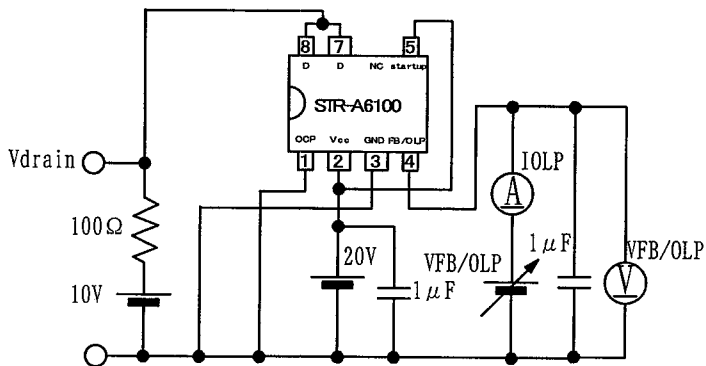 8 7 5
D D NC startup
STR-A6100
OCP Vcc GND FB/OLP
1 2 3 4
Vdrain
IOLP
A
100Ω
20V
VFB/OLP
1μF
VFB/OLP
10V
1μF
V